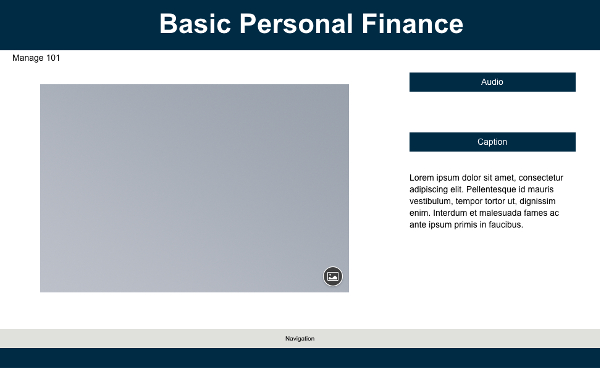 Basic Personal Finance
Manage 101
Audio
Caption
Lorem ipsum dolor sit amet, consectetur
adipiscing elit. Pellentesque id mauris
vestibulum, tempor tortor ut, dignissim
enim. Interdum et malesuada fames ac
ante ipsum primis in faucibus.
Navigation